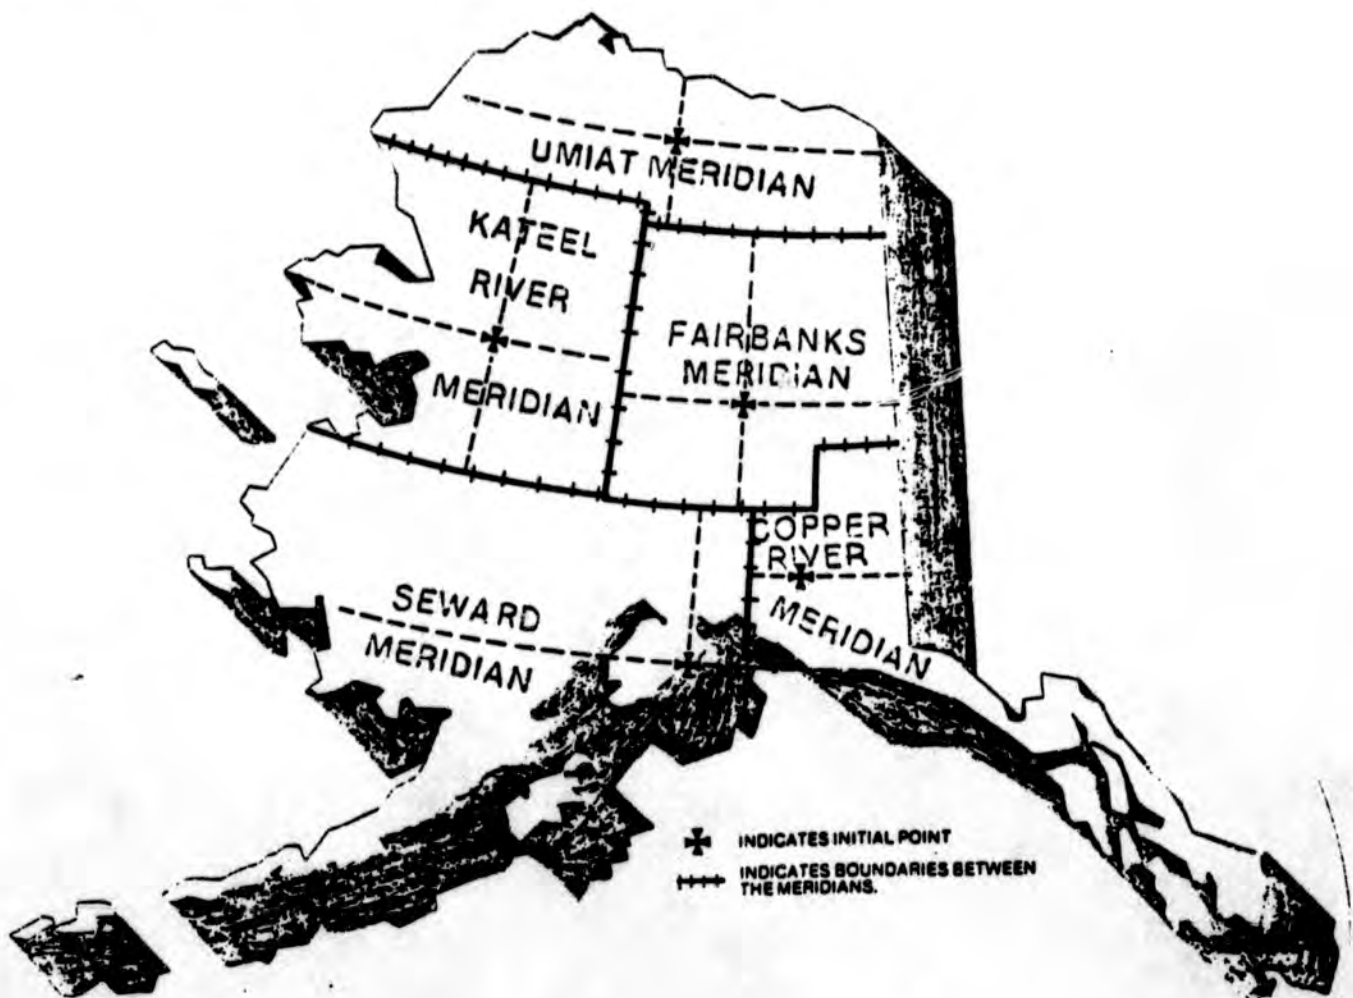 UMIAT MERIDIAN
KATEEL
RIVER
MERIDIAN
FAIRBANKS
MERIDIAN
COPPER
RIVER
MERIDIAN
SEWARD
MERIDIAN
INDICATES INITIAL POINT
INDICATES BOUNDARIES BETWEEN
THE MERIDIANS.